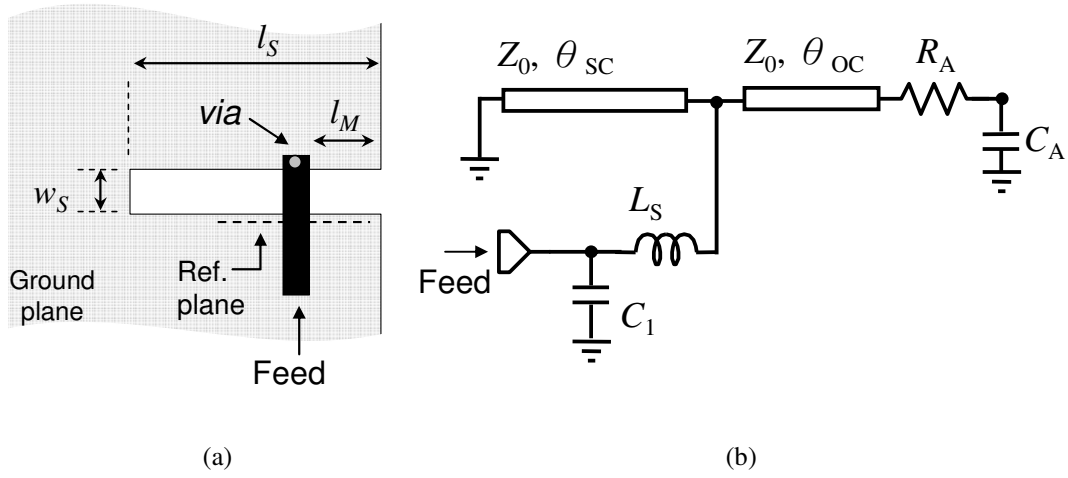 l_S
via
l_M
w_S
Ref.
plane
Ground
plane
Feed
(a)
Z_0, θ_SC
Z_0, θ_OC
R_A
C_A
L_S
Feed
C_1
(b)